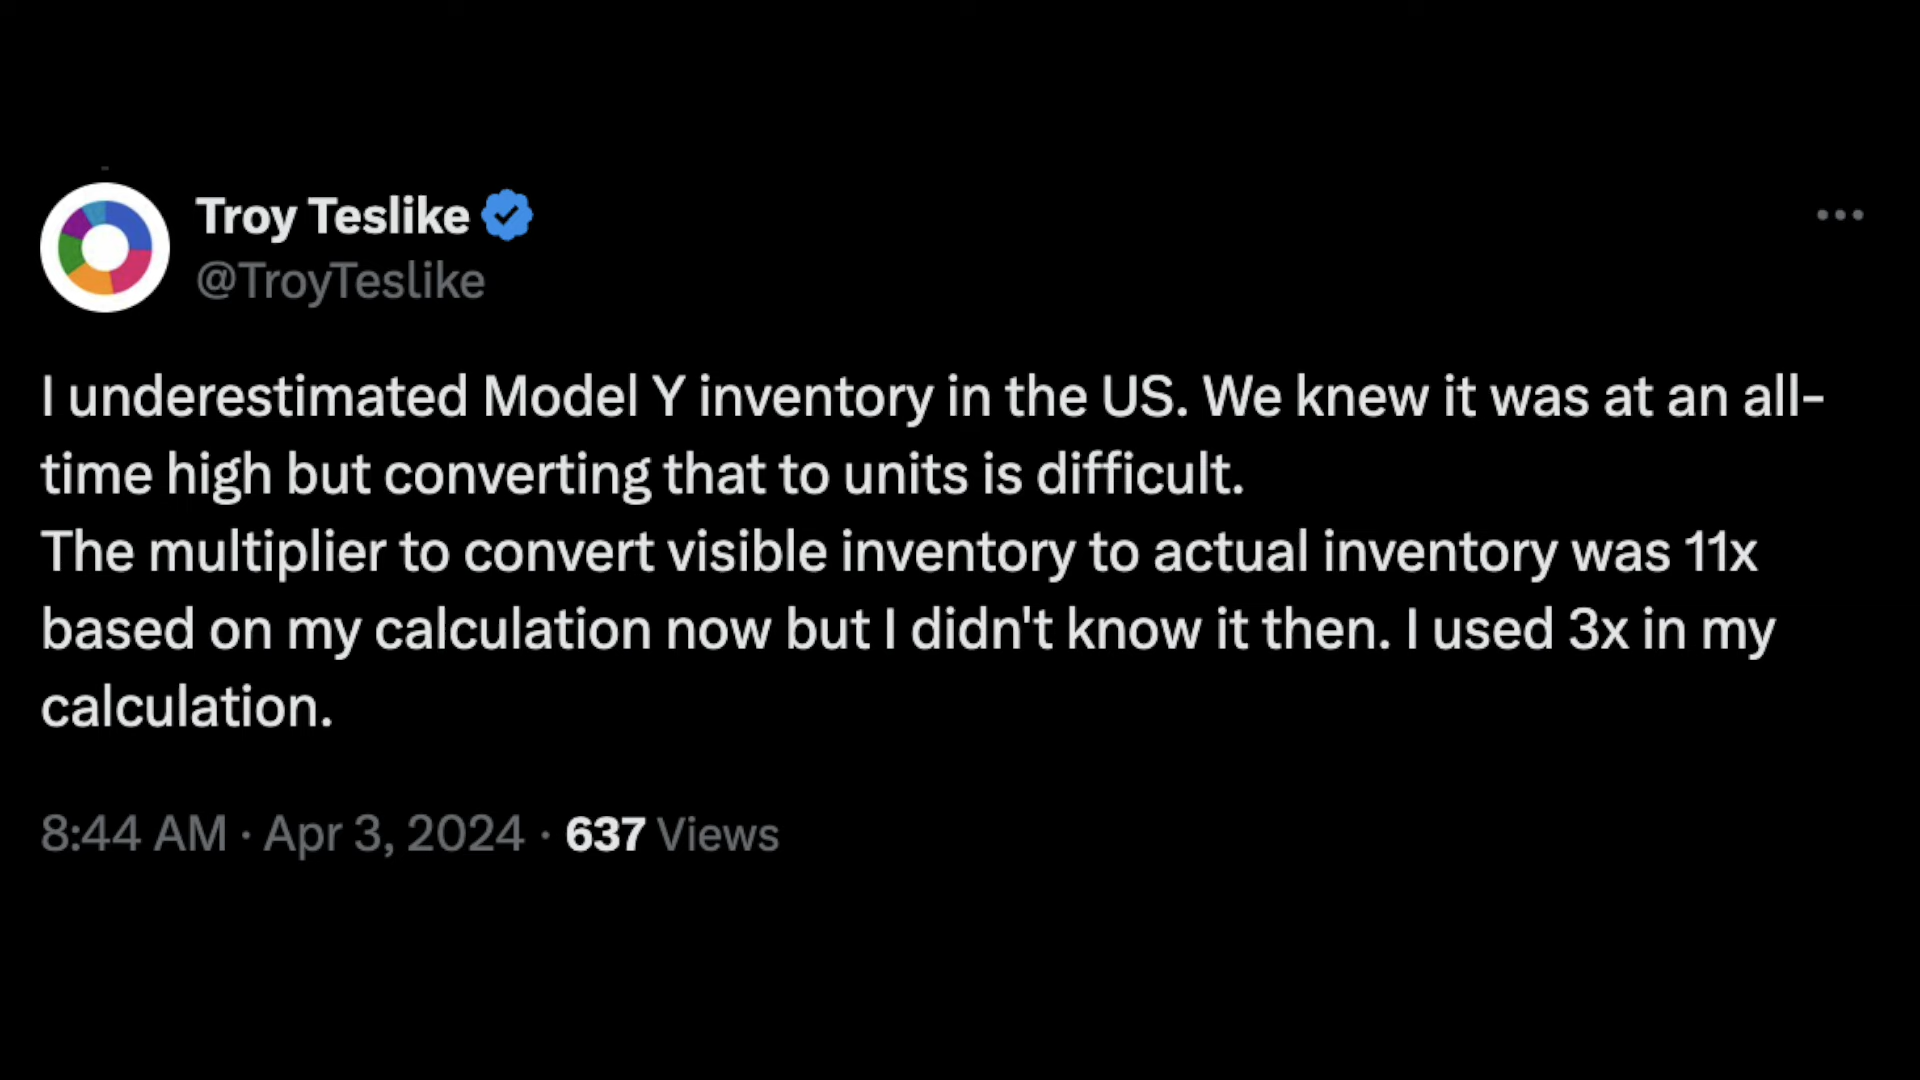 Troy Teslike
@TroyTeslike
I underestimated Model Y inventory in the US. We knew it was at an all-
time high but converting that to units is difficult.
The multiplier to convert visible inventory to actual inventory was 11x
based on my calculation now but I didn't know it then. I used 3x in my
calculation.
8:44 AM · Apr 3, 2024 · 637 Views